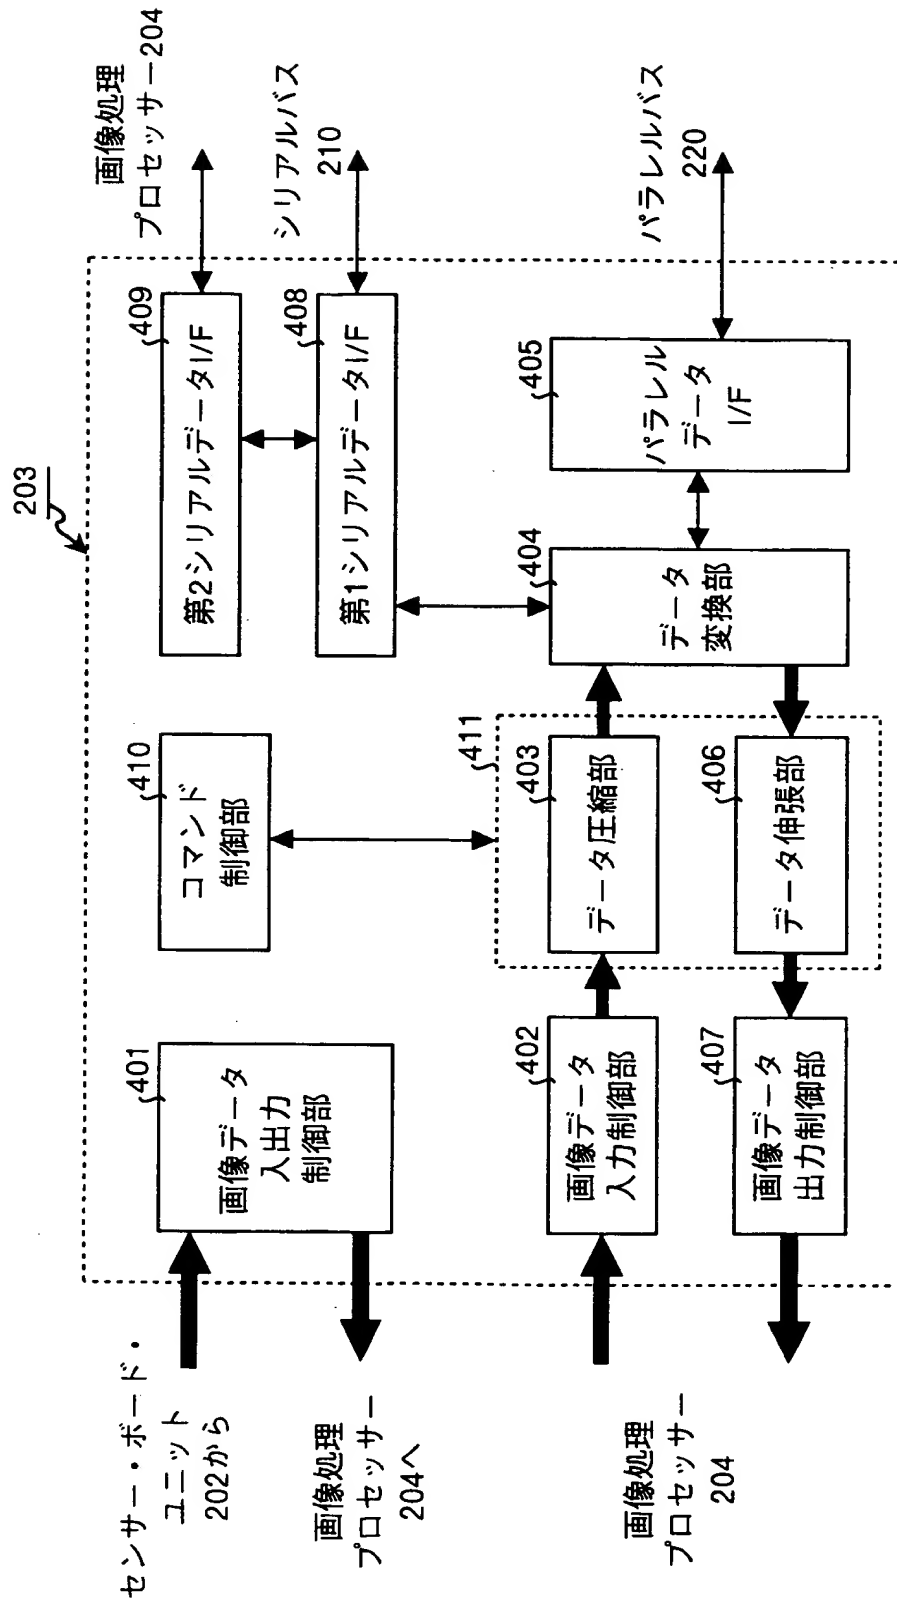 203
センサー・ボード・
ユニット
202から
401
画像データ
入出力
制御部
画像処理
プロセッサー
204へ
410
コマンド
制御部
409
第2シリアルデータI/F
画像処理
プロセッサー204
408
第1シリアルデータI/F
シリアルバス
210
411
画像処理
プロセッサー
204
402
画像データ
入力制御部
403
データ圧縮部
404
データ
変換部
405
パラレル
データ
I/F
パラレルバス
220
406
データ伸張部
407
画像データ
出力制御部